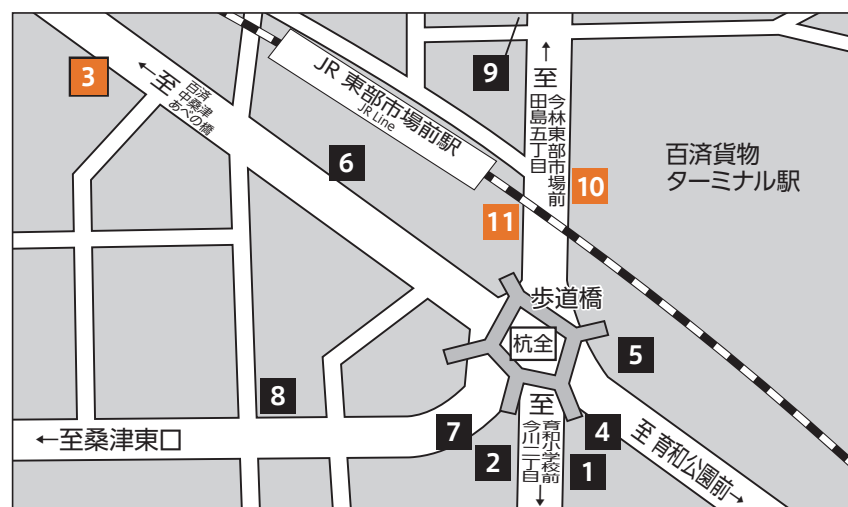 9
3
←至
百済
中桑津
あべの橋
JR 東部市場前駅
JR Line
↑
至
今林東部市場前
田島五丁目
百済貨物
ターミナル駅
6
10
11
歩道橋
杭全
5
8
←至桑津東口
7
2
至
育和小学校前
今川二丁目
↓
1
4
至 育和公園前→